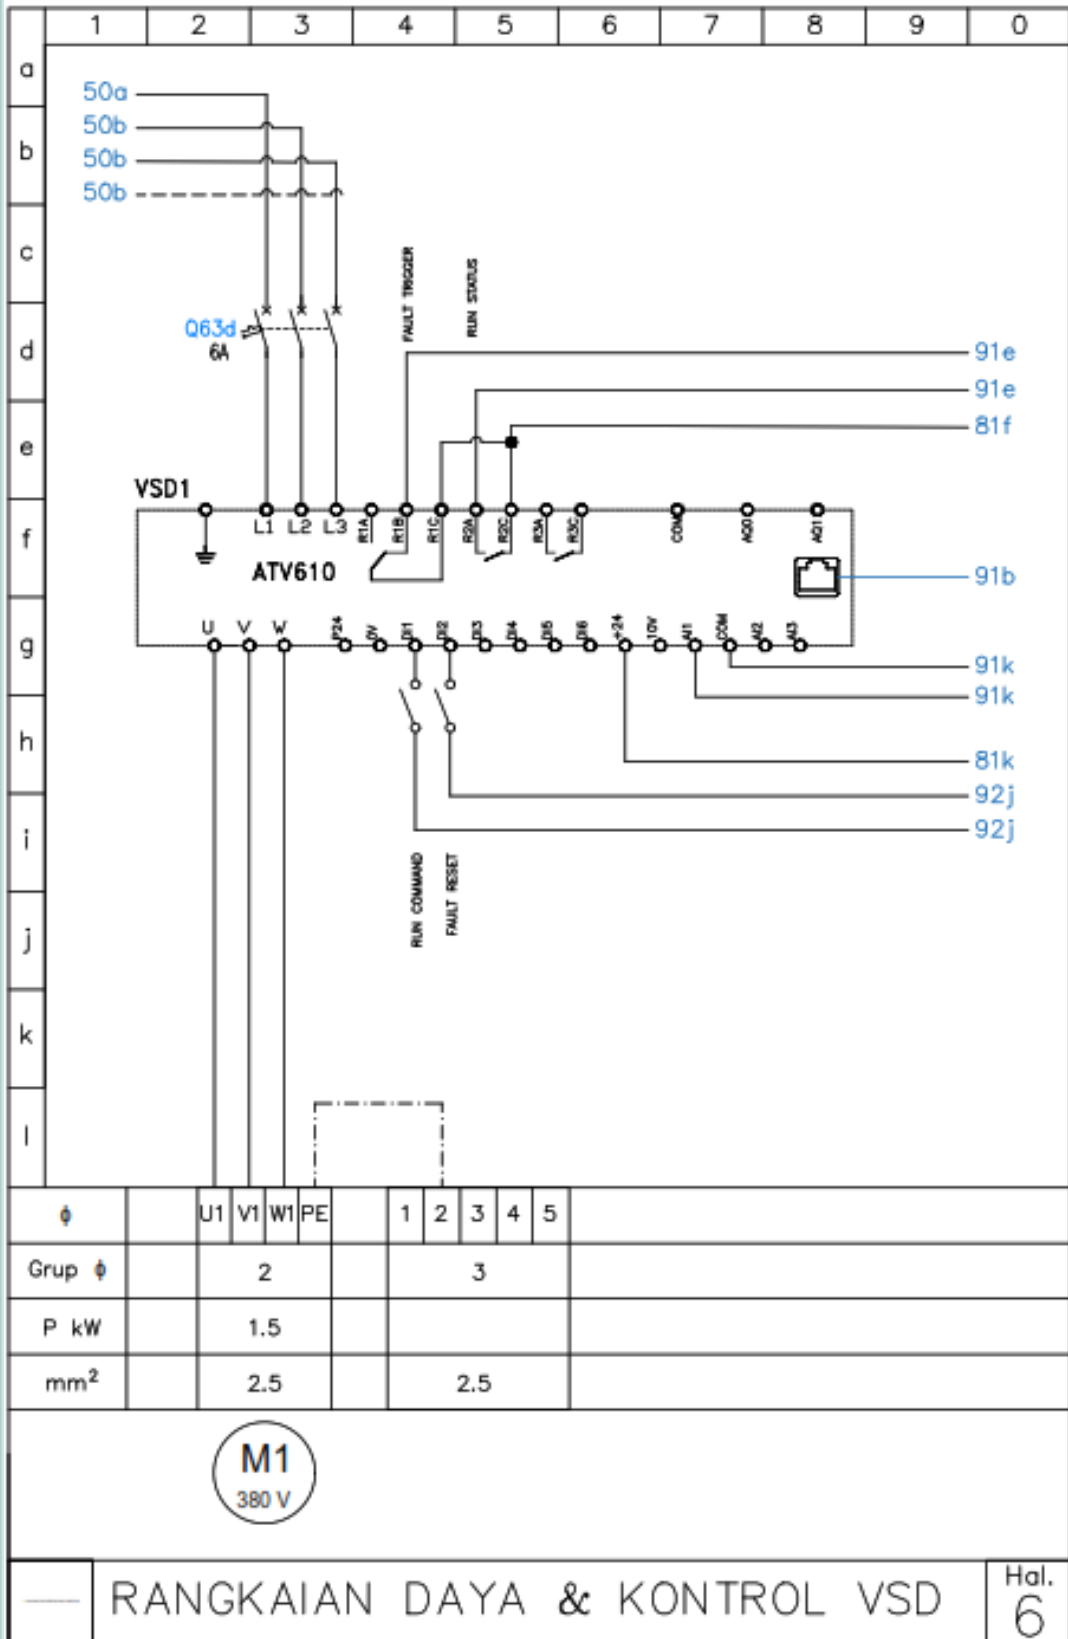 1 2 3 4 5 6 7 8 9 0
a
50a
50b
b
50b
50b
c
FAULT TRIGGER
RUN STATUS
Q63d
6A
d
91e
91e
81f
e
VSD1
L1 L2 L3 R1A R1B R1C R2A R2C R3A R3C COM AQ0 AQ1
f
ATV610
91b
U V W P24 0V DI1 DI2 DI3 DI4 DI5 DI6 +24 10V AI1 COM AI2 AI3
g
91k
91k
h
81k
92j
92j
i
RUN COMMAND
FAULT RESET
j
k
l
ϕ U1 V1 W1 PE 1 2 3 4 5
Grup ϕ 2 3
P kW 1.5
mm² 2.5 2.5
M1
380 V
RANGKAIAN DAYA & KONTROL VSD
Hal.
6